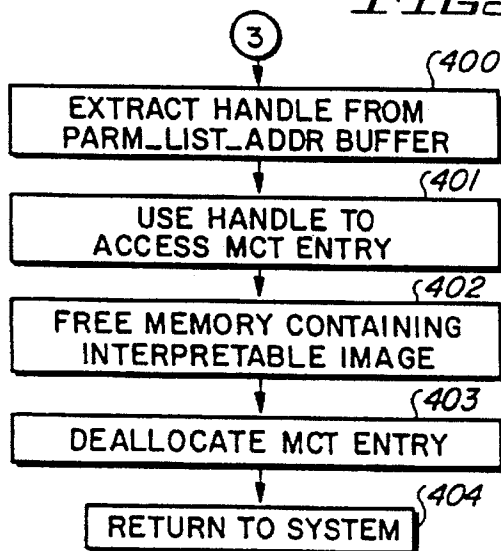 3
400
EXTRACT HANDLE FROM
PARM_LIST_ADDR BUFFER
401
USE HANDLE TO
ACCESS MCT ENTRY
402
FREE MEMORY CONTAINING
INTERPRETABLE IMAGE
403
DEALLOCATE MCT ENTRY
404
RETURN TO SYSTEM